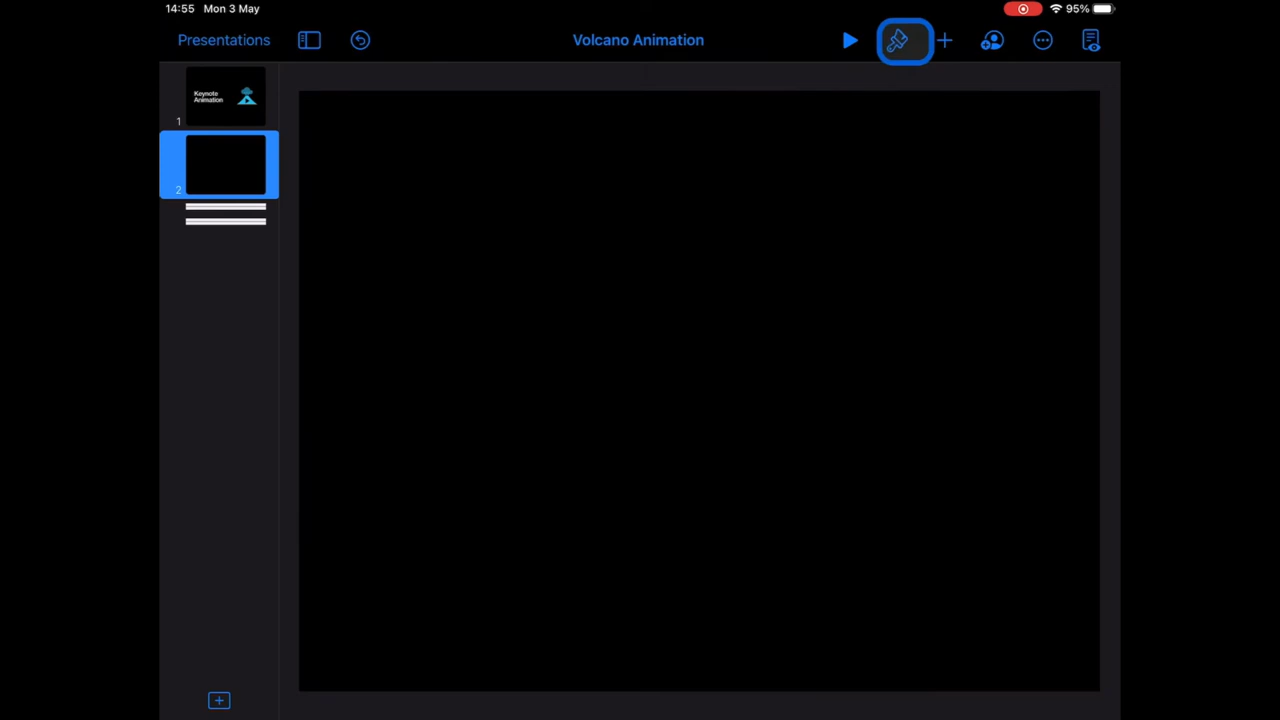 14:55 Mon 3 May 95%
Presentations Volcano Animation
Keynote
Animation
1
2